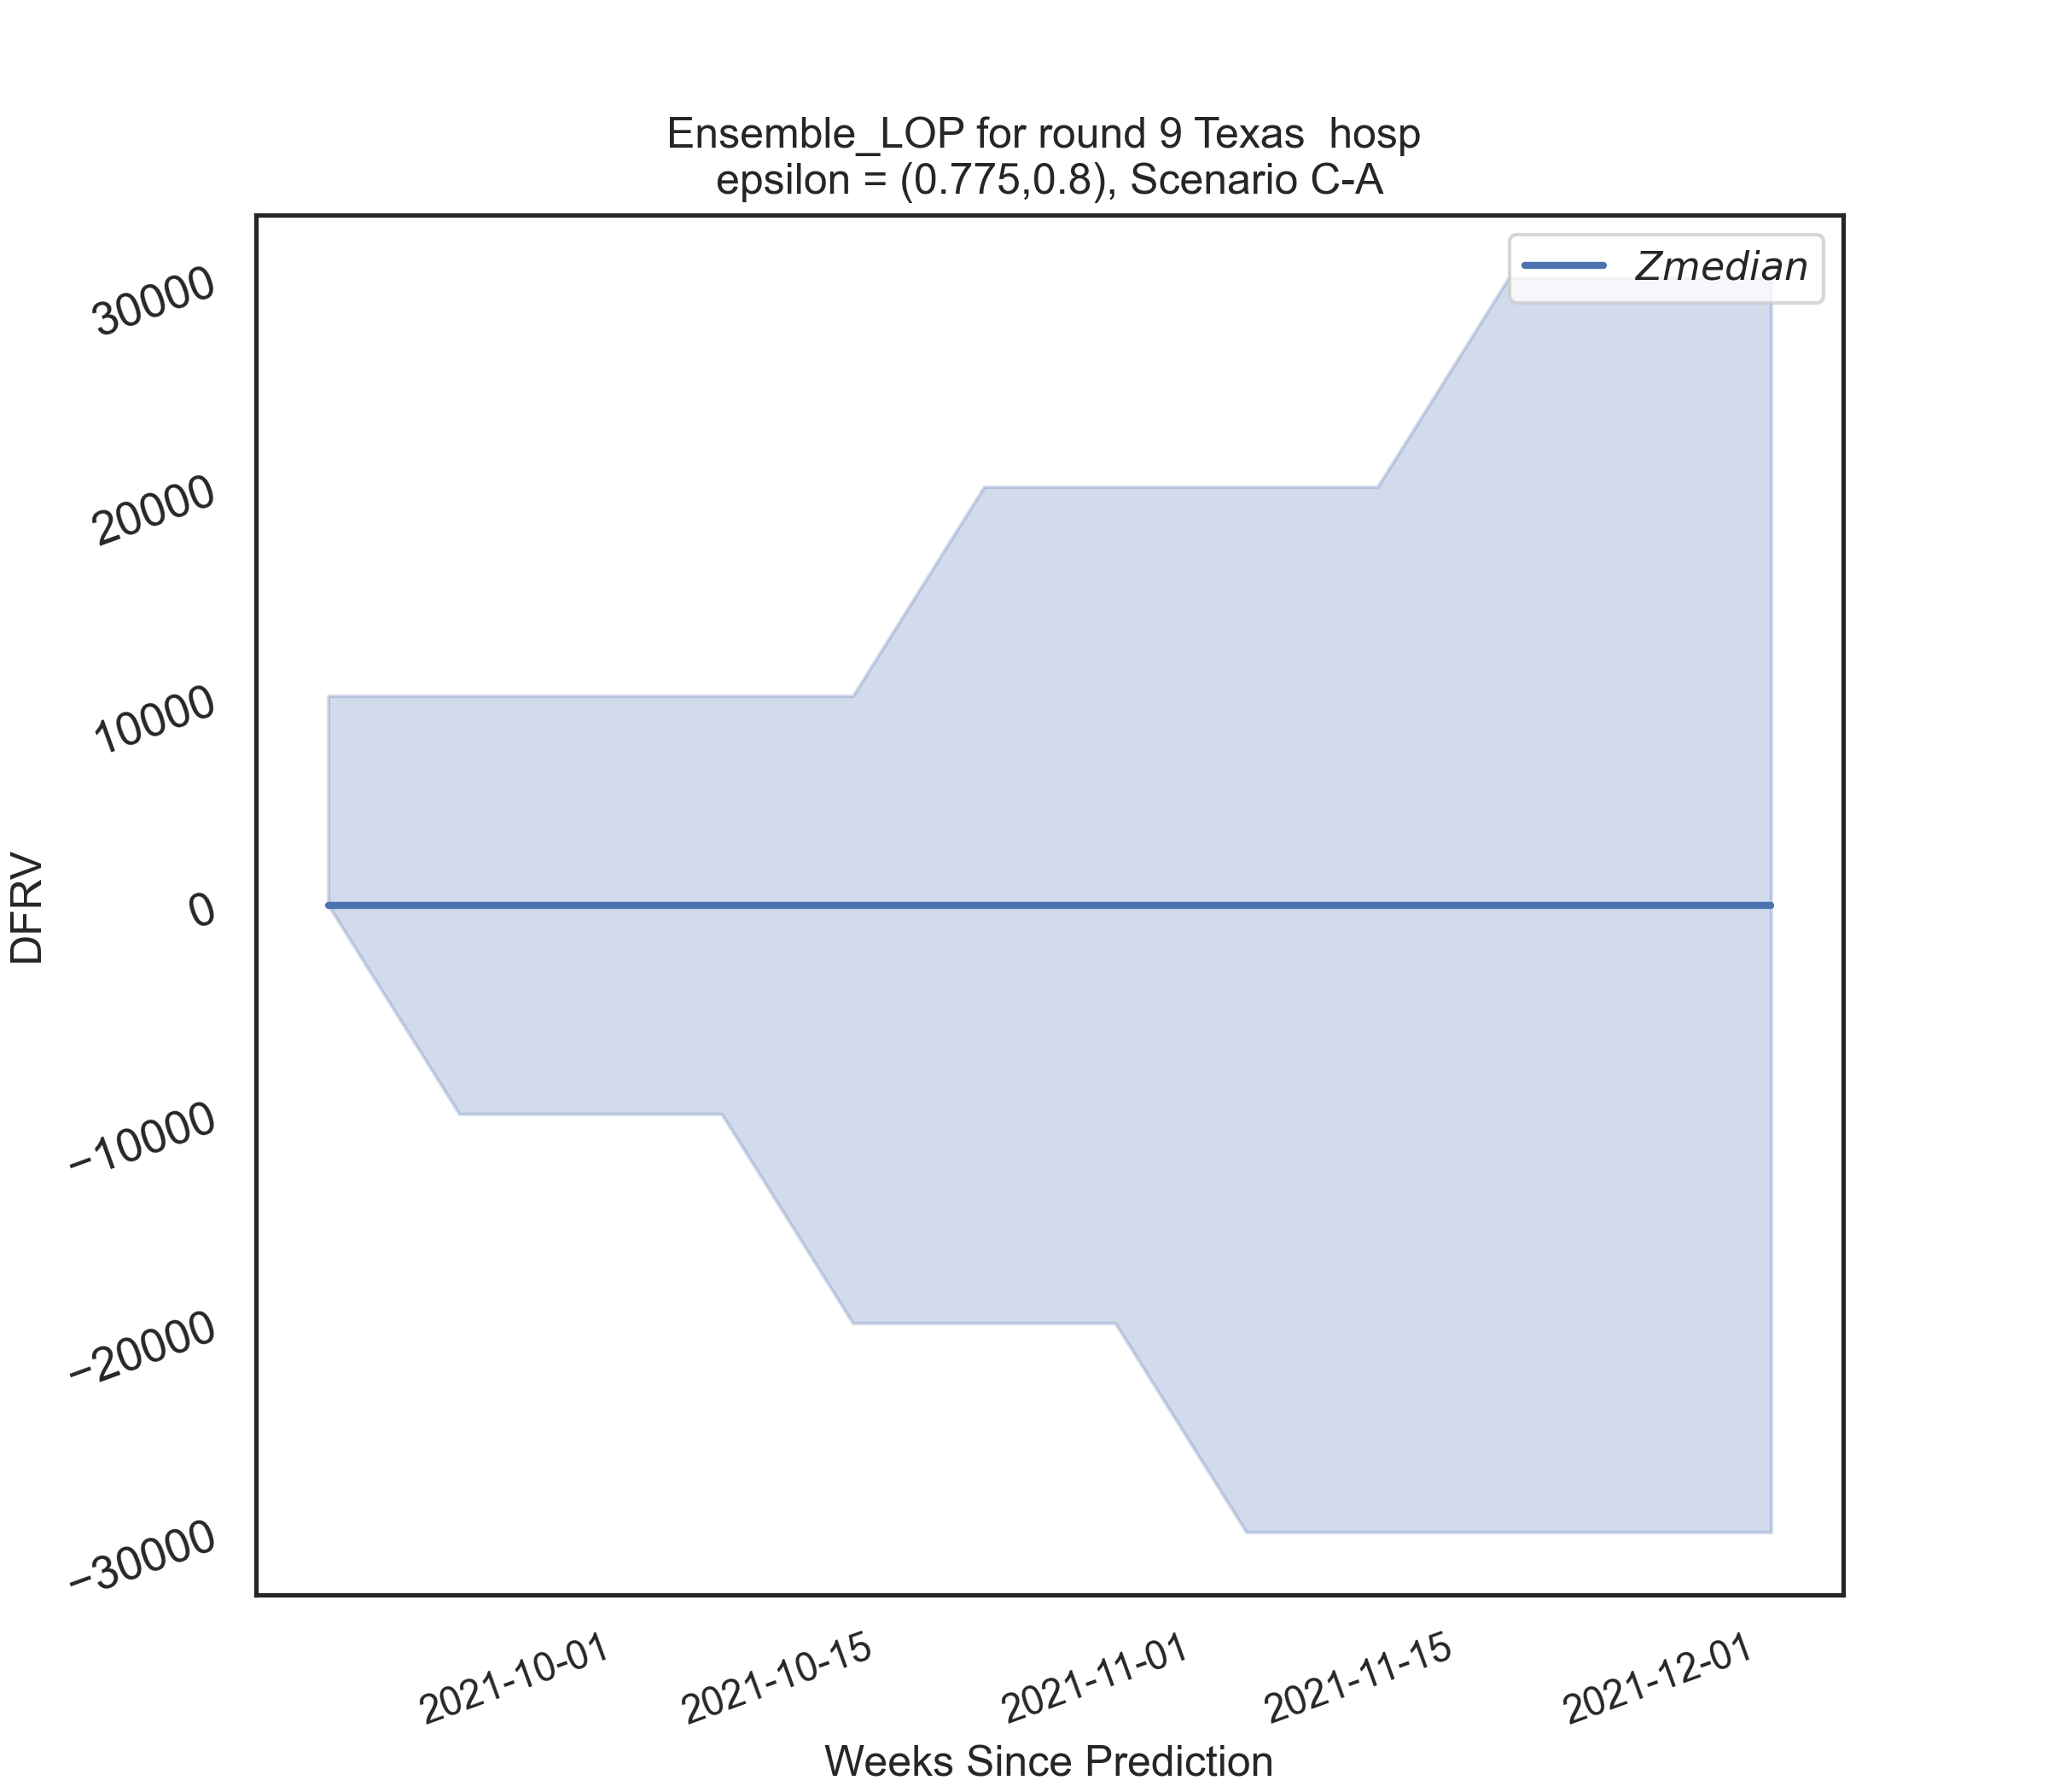 Ensemble_LOP for round 9 Texas  hosp
epsilon = (0.775,0.8), Scenario C-A
Zmedian
30000
20000
10000
0
−10000
−20000
−30000
DFRV
2021-10-01
2021-10-15
2021-11-01
2021-11-15
2021-12-01
Weeks Since Prediction